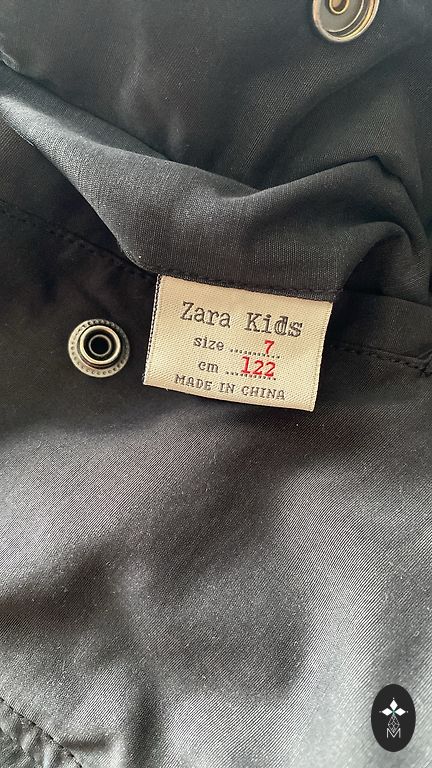 Zara Kids
size ........ 7
cm ........ 122
MADE IN CHINA
M